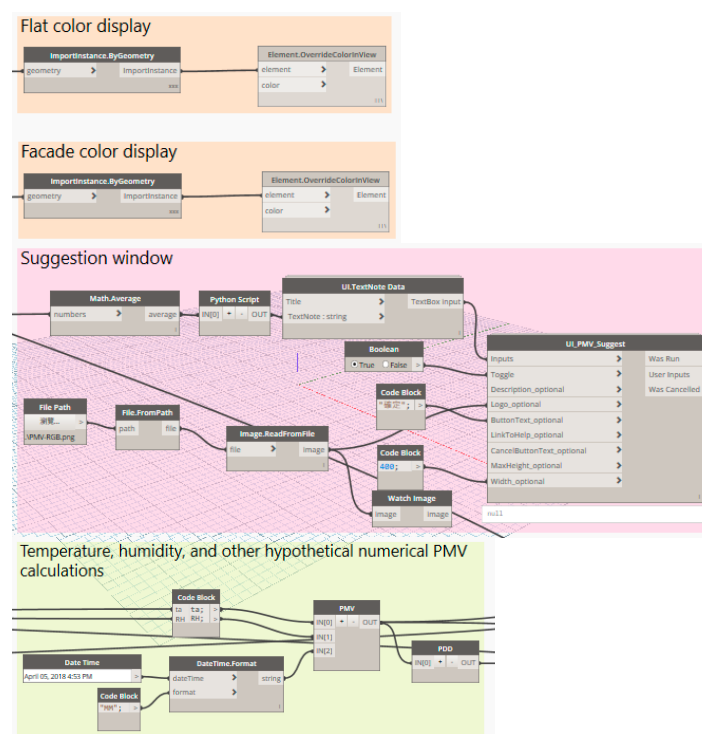 Flat color display
ImportInstance.ByGeometry
geometry > ImportInstance
Element.OverrideColorInView
element > Element
color >
Facade color display
ImportInstance.ByGeometry
geometry > ImportInstance
Element.OverrideColorInView
element > Element
color >
Suggestion window
Math.Average
numbers > average
Python Script
IN[0] + - OUT
UI.TextNote Data
Title > TextBox Input
TextNote : string >
Boolean
True False >
UI_PMV_Suggest
Inputs > Was Run
Toggle > User Inputs
Description_optional > Was Cancelled
Logo_optional >
ButtonText_optional >
LinkToHelp_optional >
CancelButtonText_optional >
MaxHeight_optional >
Width_optional >
null
File Path
瀏覽... >
.\PMV-RGB.png
File.FromPath
path file
Image.ReadFromFile
file > image
Code Block
"確定"; >
Code Block
400; >
Watch Image
image image
Temperature, humidity, and other hypothetical numerical PMV
calculations
Code Block
ta ta; >
RH RH; >
PMV
IN[0] + - OUT
IN[1]
IN[2]
PDD
IN[0] + - OUT
Date Time
April 05, 2018 4:53 PM >
Code Block
"MM"; >
DateTime.Format
dateTime > string
format >